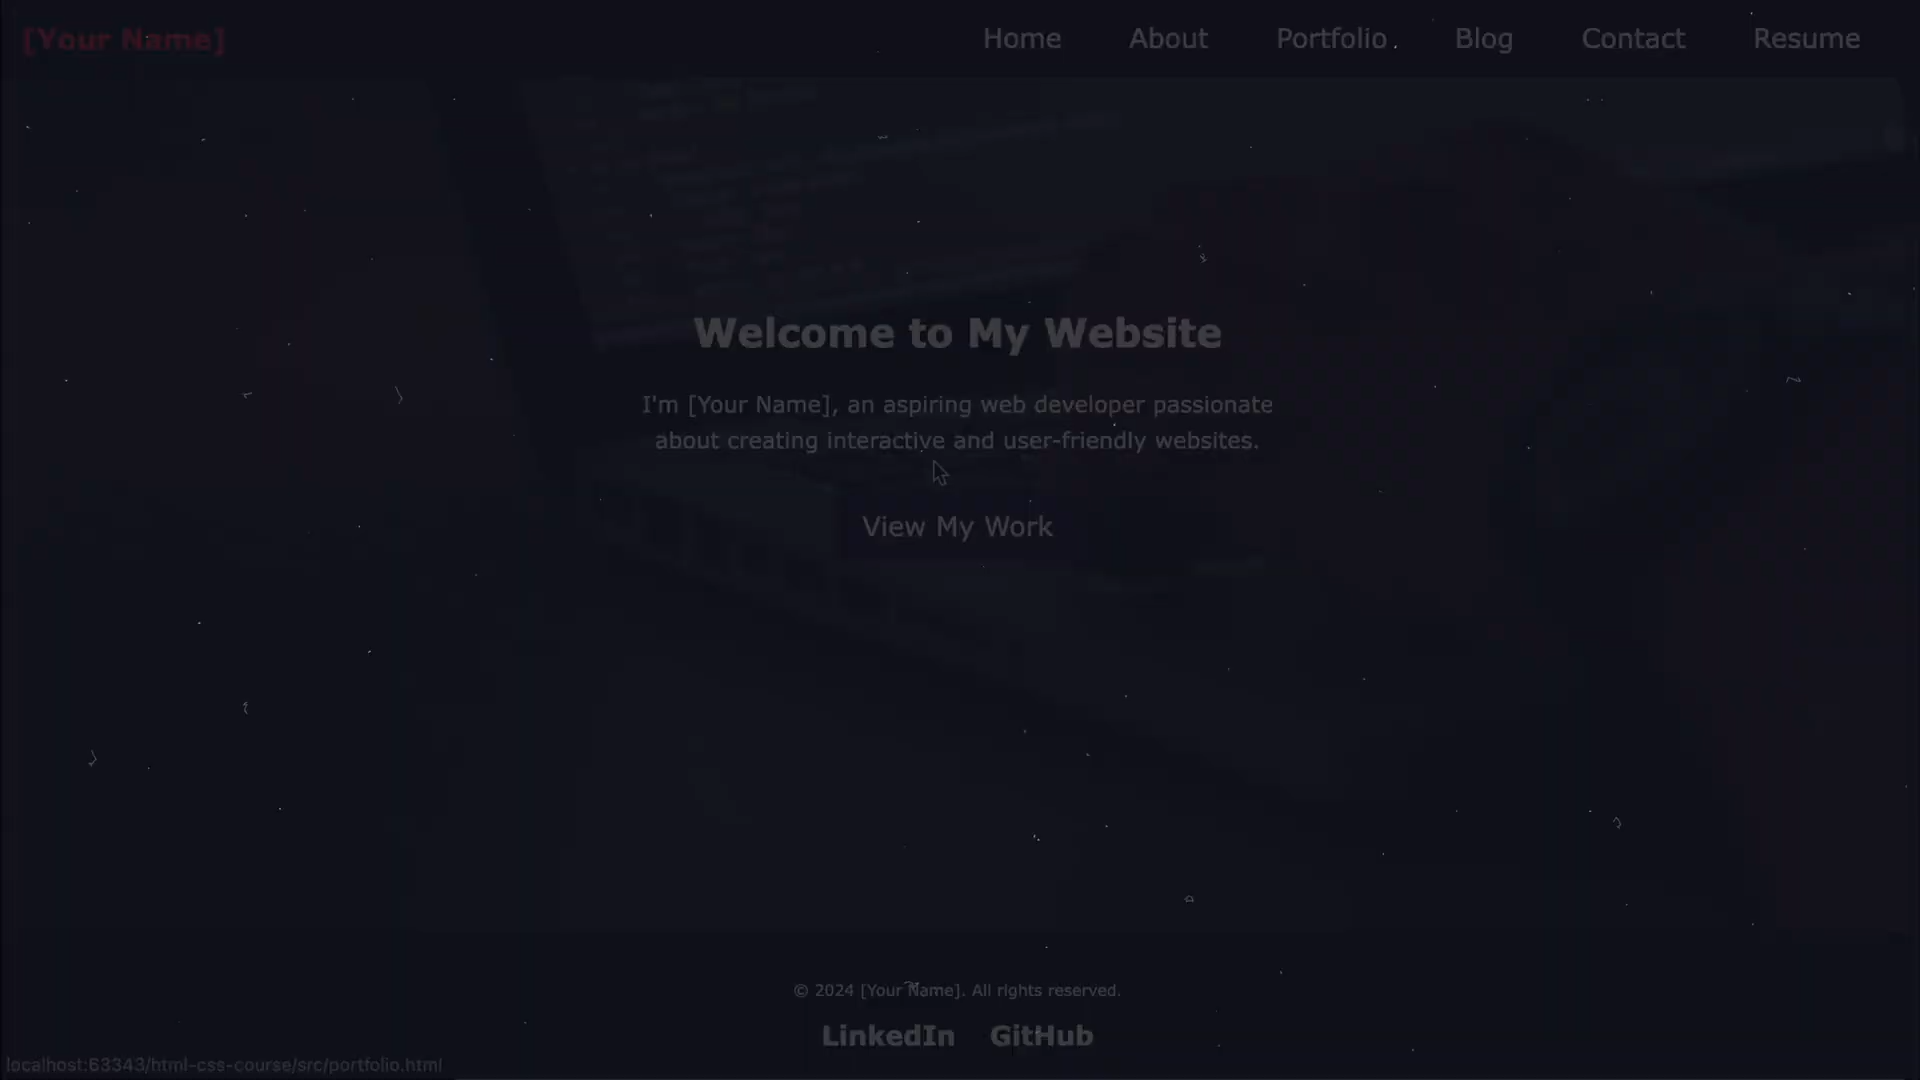 [Your Name]
Home About Portfolio Blog Contact Resume
Welcome to My Website
I'm [Your Name], an aspiring web developer passionate
about creating interactive and user-friendly websites.
View My Work
© 2024 [Your Name]. All rights reserved.
LinkedIn GitHub
localhost:63343/html-css-course/src/portfolio.html